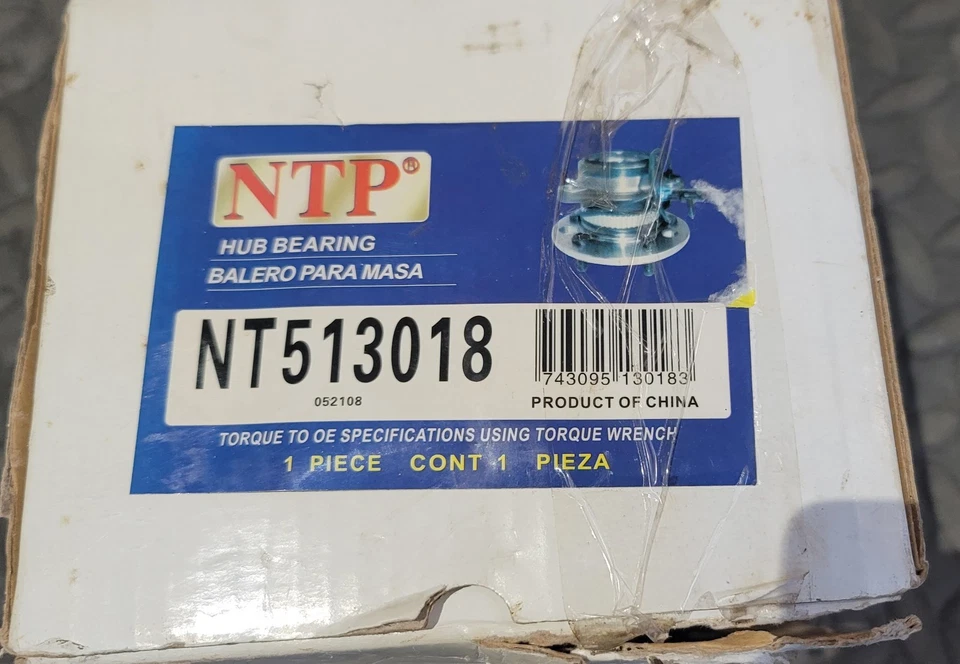 NTP®
HUB BEARING
BALERO PARA MASA
NT513018
052108
743095 130183
PRODUCT OF CHINA
TORQUE TO OE SPECIFICATIONS USING TORQUE WRENCH
1 PIECE CONT 1 PIEZA